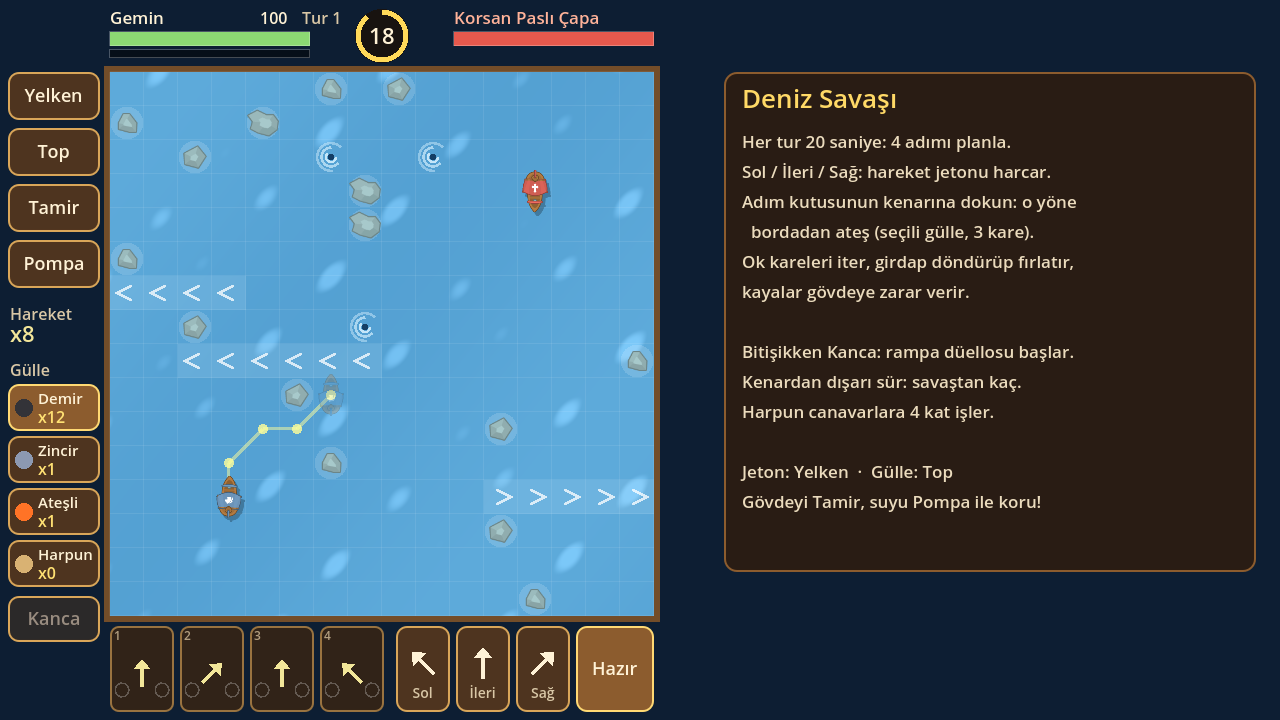 Gemin 100 Tur 1
18
Korsan Paslı Çapa
Yelken
Top
Tamir
Pompa
Hareket
x8
Gülle
Demir
x12
Zincir
x1
Ateşli
x1
Harpun
x0
Kanca
Deniz Savaşı
Her tur 20 saniye: 4 adımı planla.
Sol / İleri / Sağ: hareket jetonu harcar.
Adım kutusunun kenarına dokun: o yöne
bordadan ateş (seçili gülle, 3 kare).
Ok kareleri iter, girdap döndürüp fırlatır,
kayalar gövdeye zarar verir.
Bitişikken Kanca: rampa düellosu başlar.
Kenardan dışarı sür: savaştan kaç.
Harpun canavarlara 4 kat işler.
Jeton: Yelken · Gülle: Top
Gövdeyi Tamir, suyu Pompa ile koru!
1 2 3 4
Sol İleri Sağ
Hazır